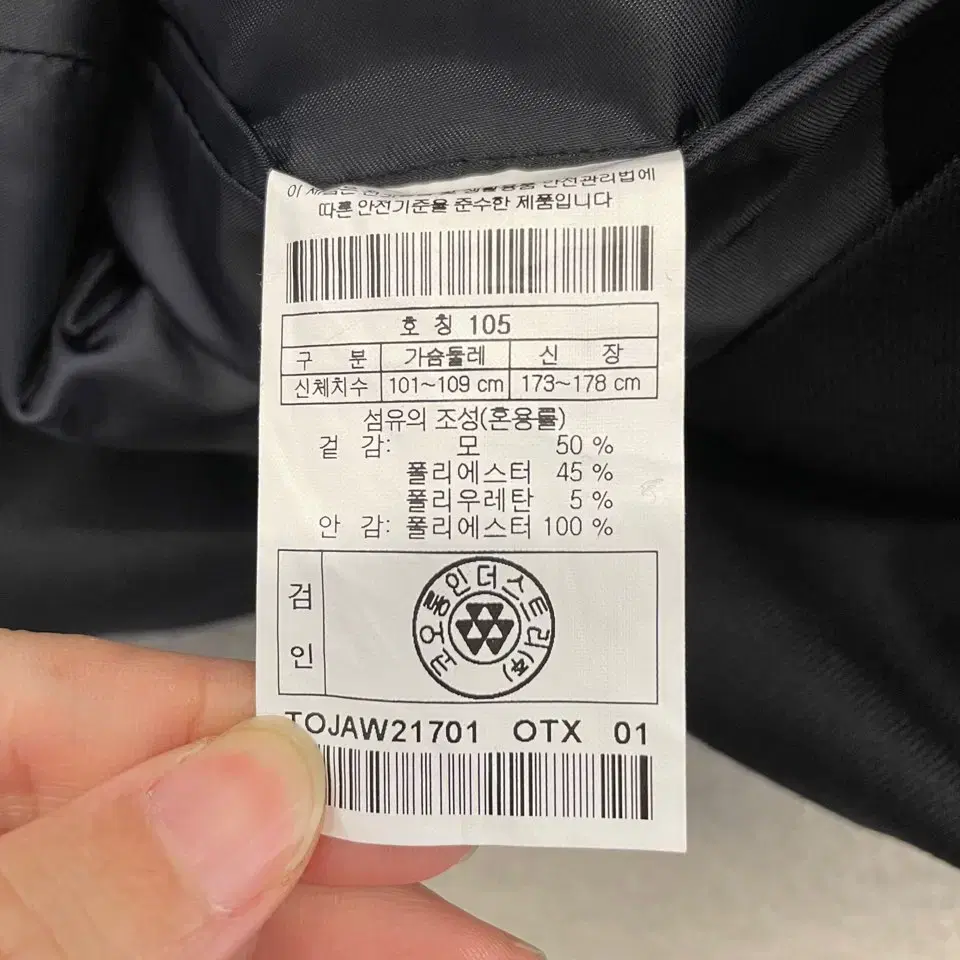 이 제품은 전기용품 및 생활용품 안전관리법에
따른 안전기준을 준수한 제품입니다
호 칭 105
구 분 가슴둘레 신 장
신체치수 101~109 cm 173~178 cm
섬유의 조성(혼용률)
겉 감: 모 50 %
폴리에스터 45 %
폴리우레탄 5 %
안 감: 폴리에스터 100 %
검
인
코오롱인더스트리(주)
TOJAW21701 OTX 01